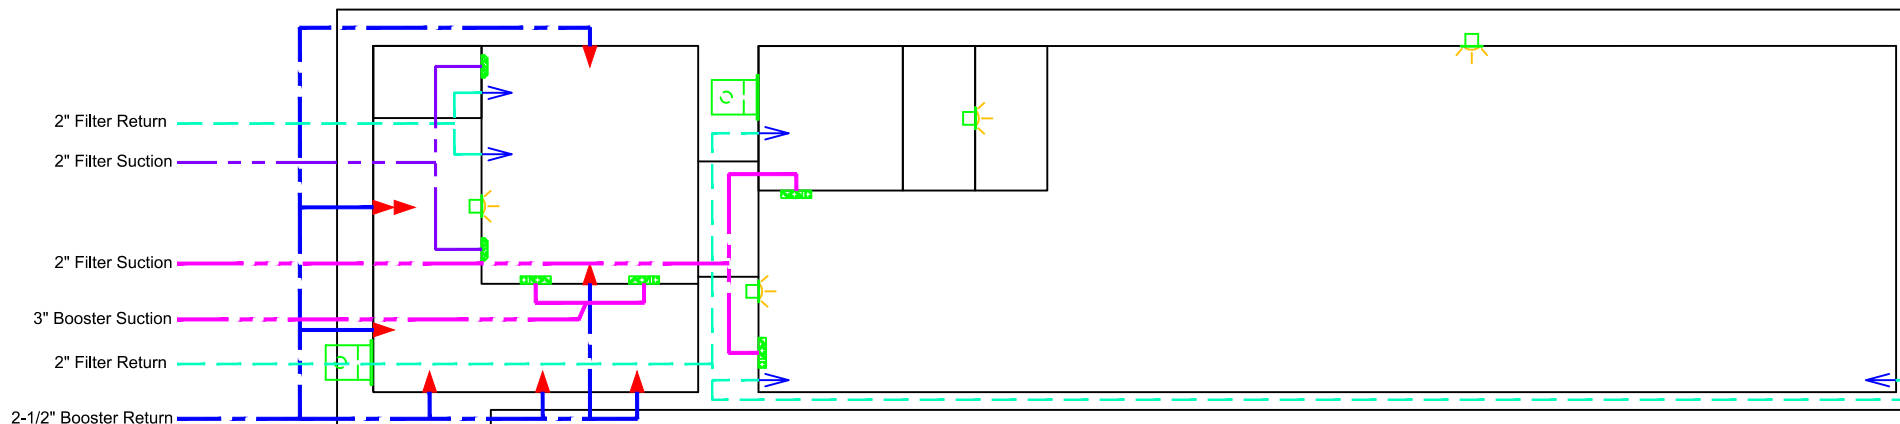 2" Filter Return
2" Filter Suction
2" Filter Suction
3" Booster Suction
2" Filter Return
2-1/2" Booster Return